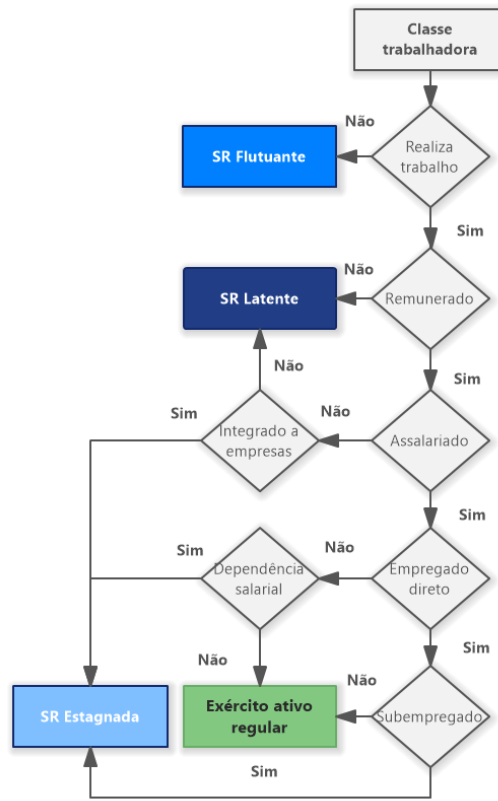 Classe
trabalhadora
Não
SR Flutuante
Realiza
trabalho
Sim
Não
SR Latente
Remunerado
Não
Sim
Sim
Não
Integrado a
empresas
Assalariado
Sim
Sim
Não
Dependência
salarial
Empregado
direto
Sim
Não
Não
SR Estagnada
Exército ativo
regular
Subempregado
Sim